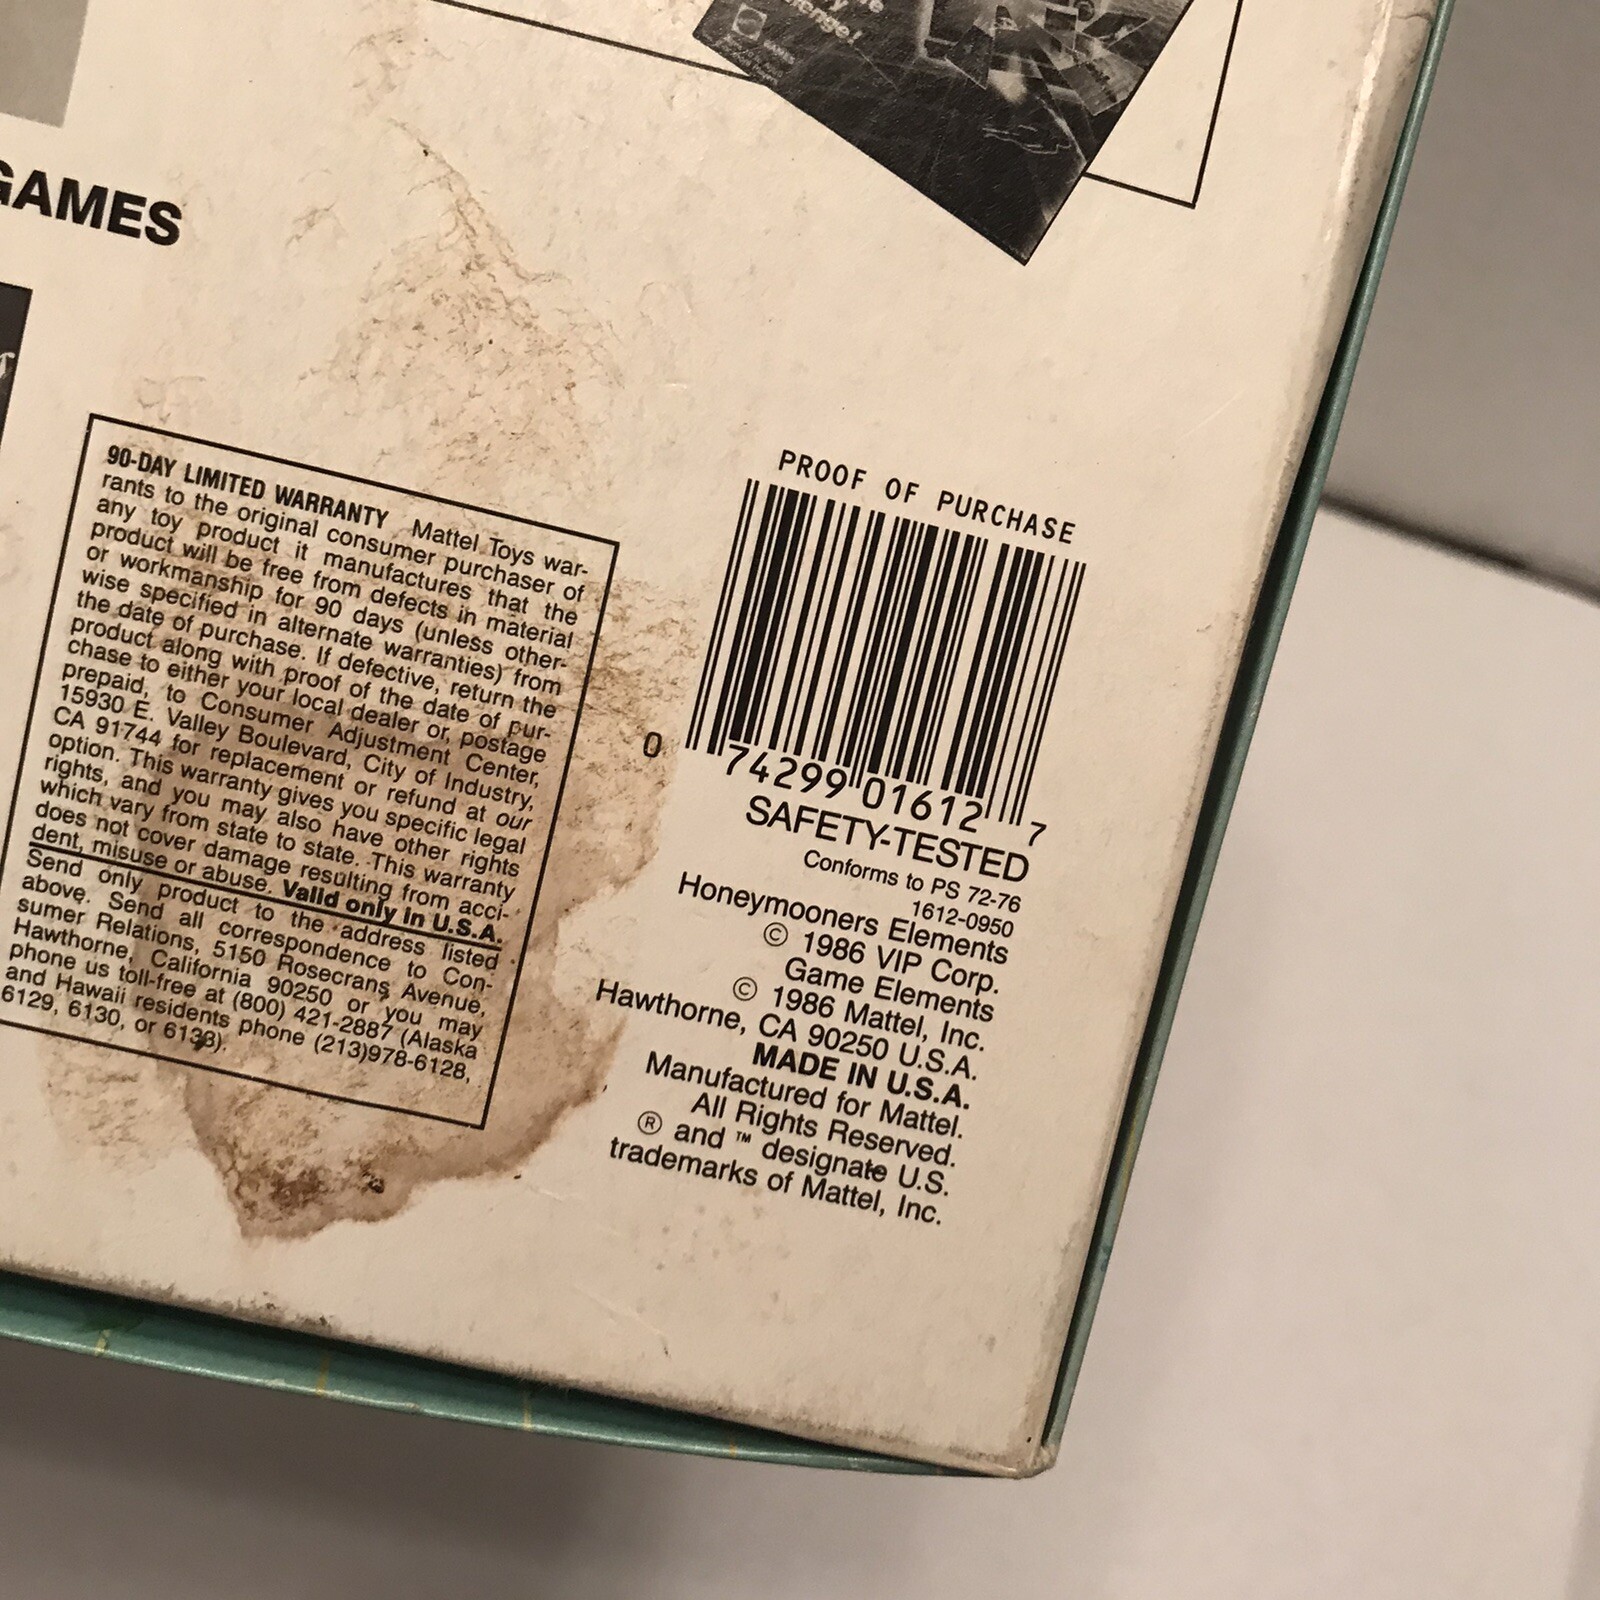 GAMES
90-DAY LIMITED WARRANTY Mattel Toys war-
rants to the original consumer purchaser of
any toy product it manufactures that the
product will be free from defects in material
or workmanship for 90 days (unless other-
wise specified in alternate warranties) from
the date of purchase. If defective, return the
product along with proof of the date of pur-
chase to either your local dealer or, postage
prepaid, to Consumer Adjustment Center,
15930 E. Valley Boulevard, City of Industry,
CA 91744 for replacement or refund at our
option. This warranty gives you specific legal
rights, and you may also have other rights
which vary from state to state. This warranty
does not cover damage resulting from acci-
dent, misuse or abuse. Valid only in U.S.A.
Send only product to the address listed
above. Send all correspondence to Con-
sumer Relations, 5150 Rosecrans Avenue,
Hawthorne, California 90250 or you may
phone us toll-free at (800) 421-2887 (Alaska
and Hawaii residents phone (213)978-6128,
6129, 6130, or 6133).
PROOF OF PURCHASE
0 74299 01612 7
SAFETY-TESTED
Conforms to PS 72-76
1612-0950
Honeymooners Elements
© 1986 VIP Corp.
Game Elements
© 1986 Mattel, Inc.
Hawthorne, CA 90250 U.S.A.
MADE IN U.S.A.
Manufactured for Mattel.
All Rights Reserved.
® and ™ designate U.S.
trademarks of Mattel, Inc.